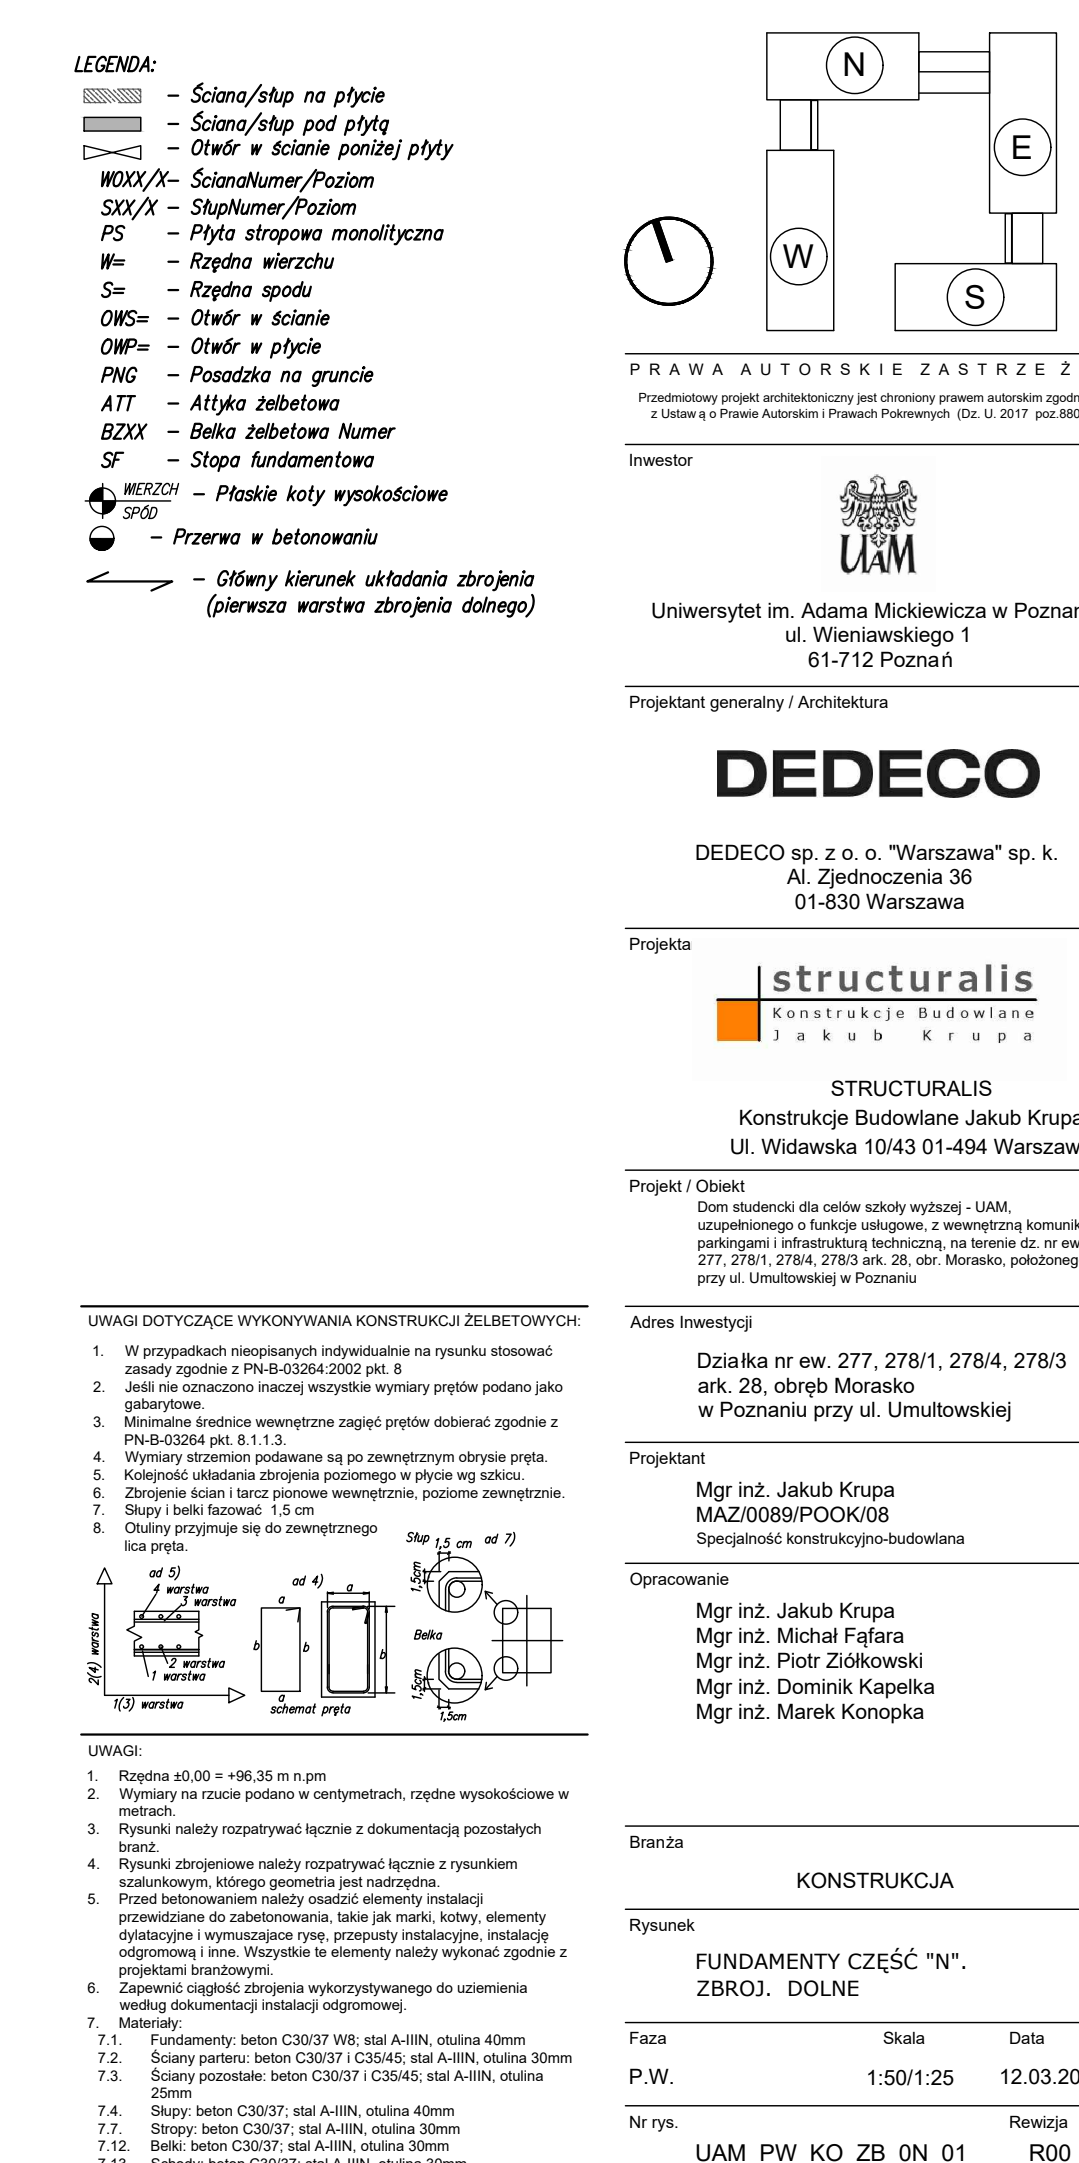 LEGENDA:
– Ściana/słup na płycie
– Ściana/słup pod płytą
– Otwór w ścianie poniżej płyty
WOXX/X– ŚcianaNumer/Poziom
SXX/X – SłupNumer/Poziom
PS – Płyta stropowa monolityczna
W= – Rzędna wierzchu
S= – Rzędna spodu
OWS= – Otwór w ścianie
OWP= – Otwór w płycie
PNG – Posadzka na gruncie
ATT – Attyka żelbetowa
BZXX – Belka żelbetowa Numer
SF – Stopa fundamentowa
WIERZCH – Płaskie koty wysokościowe
SPÓD
– Przerwa w betonowaniu
– Główny kierunek układania zbrojenia
(pierwsza warstwa zbrojenia dolnego)
UWAGI DOTYCZĄCE WYKONYWANIA KONSTRUKCJI ŻELBETOWYCH:
1. W przypadkach nieopisanych indywidualnie na rysunku stosować
zasady zgodnie z PN-B-03264:2002 pkt. 8
2. Jeśli nie oznaczono inaczej wszystkie wymiary prętów podano jako
gabarytowe.
3. Minimalne średnice wewnętrzne zagięć prętów dobierać zgodnie z
PN-B-03264 pkt. 8.1.1.3.
4. Wymiary strzemion podawane są po zewnętrznym obrysie pręta.
5. Kolejność układania zbrojenia poziomego w płycie wg szkicu.
6. Zbrojenie ścian i tarcz pionowe wewnętrznie, poziome zewnętrznie.
7. Słupy i belki fazować 1,5 cm
8. Otuliny przyjmuje się do zewnętrznego
lica pręta.
ad 5)
4 warstwa
3 warstwa
2 warstwa
1 warstwa
2(4) warstwa
1(3) warstwa
ad 4)
a
a
b
b
b
a
schemat pręta
Słup 1,5 cm ad 7)
1,5cm
Belka
1,5cm
1,5cm
UWAGI:
1. Rzędna ±0,00 = +96,35 m n.pm
2. Wymiary na rzucie podano w centymetrach, rzędne wysokościowe w
metrach.
3. Rysunki należy rozpatrywać łącznie z dokumentacją pozostałych
branż.
4. Rysunki zbrojeniowe należy rozpatrywać łącznie z rysunkiem
szalunkowym, którego geometria jest nadrzędna.
5. Przed betonowaniem należy osadzić elementy instalacji
przewidziane do zabetonowania, takie jak marki, kotwy, elementy
dylatacyjne i wymuszajace rysę, przepusty instalacyjne, instalację
odgromową i inne. Wszystkie te elementy należy wykonać zgodnie z
projektami branżowymi.
6. Zapewnić ciągłość zbrojenia wykorzystywanego do uziemienia
według dokumentacji instalacji odgromowej.
7. Materiały:
7.1. Fundamenty: beton C30/37 W8; stal A-IIIN, otulina 40mm
7.2. Ściany parteru: beton C30/37 i C35/45; stal A-IIIN, otulina 30mm
7.3. Ściany pozostałe: beton C30/37 i C35/45; stal A-IIIN, otulina
25mm
7.4. Słupy: beton C30/37; stal A-IIIN, otulina 40mm
7.7. Stropy: beton C30/37; stal A-IIIN, otulina 30mm
7.12. Belki: beton C30/37; stal A-IIIN, otulina 30mm
7.13. Schody: beton C30/37; stal A-IIIN, otulina 30mm
N
E
W
S
PRAWA AUTORSKIE ZASTRZEŻ
Przedmiotowy projekt architektoniczny jest chroniony prawem autorskim zgodn
z Ustawą o Prawie Autorskim i Prawach Pokrewnych (Dz. U. 2017 poz.880
Inwestor
UAM
Uniwersytet im. Adama Mickiewicza w Poznan
ul. Wieniawskiego 1
61-712 Poznań
Projektant generalny / Architektura
DEDECO
DEDECO sp. z o. o. "Warszawa" sp. k.
Al. Zjednoczenia 36
01-830 Warszawa
Projekta
structuralis
Konstrukcje Budowlane
Jakub Krupa
STRUCTURALIS
Konstrukcje Budowlane Jakub Krupa
Ul. Widawska 10/43 01-494 Warszaw
Projekt / Obiekt
Dom studencki dla celów szkoły wyższej - UAM,
uzupełnionego o funkcje usługowe, z wewnętrzną komunik
parkingami i infrastrukturą techniczną, na terenie dz. nr ew
277, 278/1, 278/4, 278/3 ark. 28, obr. Morasko, położoneg
przy ul. Umultowskiej w Poznaniu
Adres Inwestycji
Działka nr ew. 277, 278/1, 278/4, 278/3
ark. 28, obręb Morasko
w Poznaniu przy ul. Umultowskiej
Projektant
Mgr inż. Jakub Krupa
MAZ/0089/POOK/08
Specjalność konstrukcyjno-budowlana
Opracowanie
Mgr inż. Jakub Krupa
Mgr inż. Michał Fąfara
Mgr inż. Piotr Ziółkowski
Mgr inż. Dominik Kapelka
Mgr inż. Marek Konopka
Branża
KONSTRUKCJA
Rysunek
FUNDAMENTY CZĘŚĆ "N".
ZBROJ. DOLNE
Faza Skala Data
P.W. 1:50/1:25 12.03.20
Nr rys. Rewizja
UAM_PW_KO_ZB_0N_01 R00